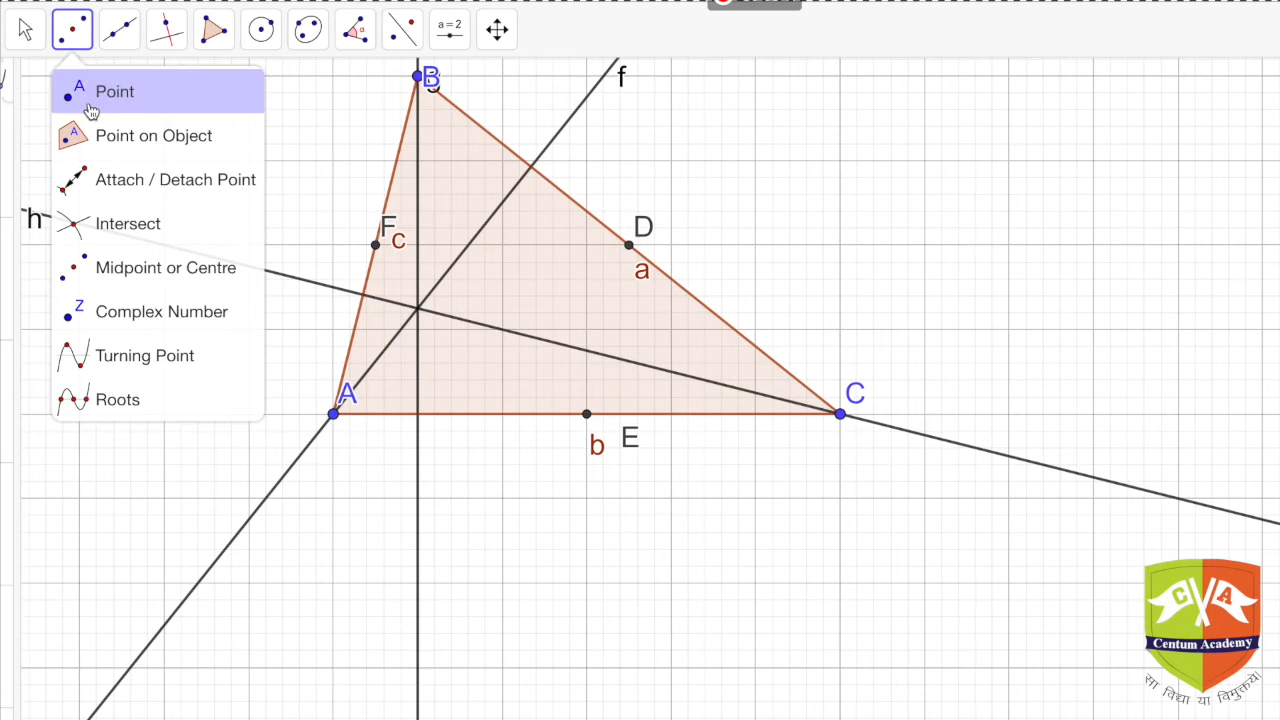 a = 2
Point
Point on Object
Attach / Detach Point
Intersect
Midpoint or Centre
Complex Number
Turning Point
Roots
A
A
Z
α
B
f
h
F
c
D
a
A
C
b
E
C A
Centum Academy
सा विद्या या विमुक्तये